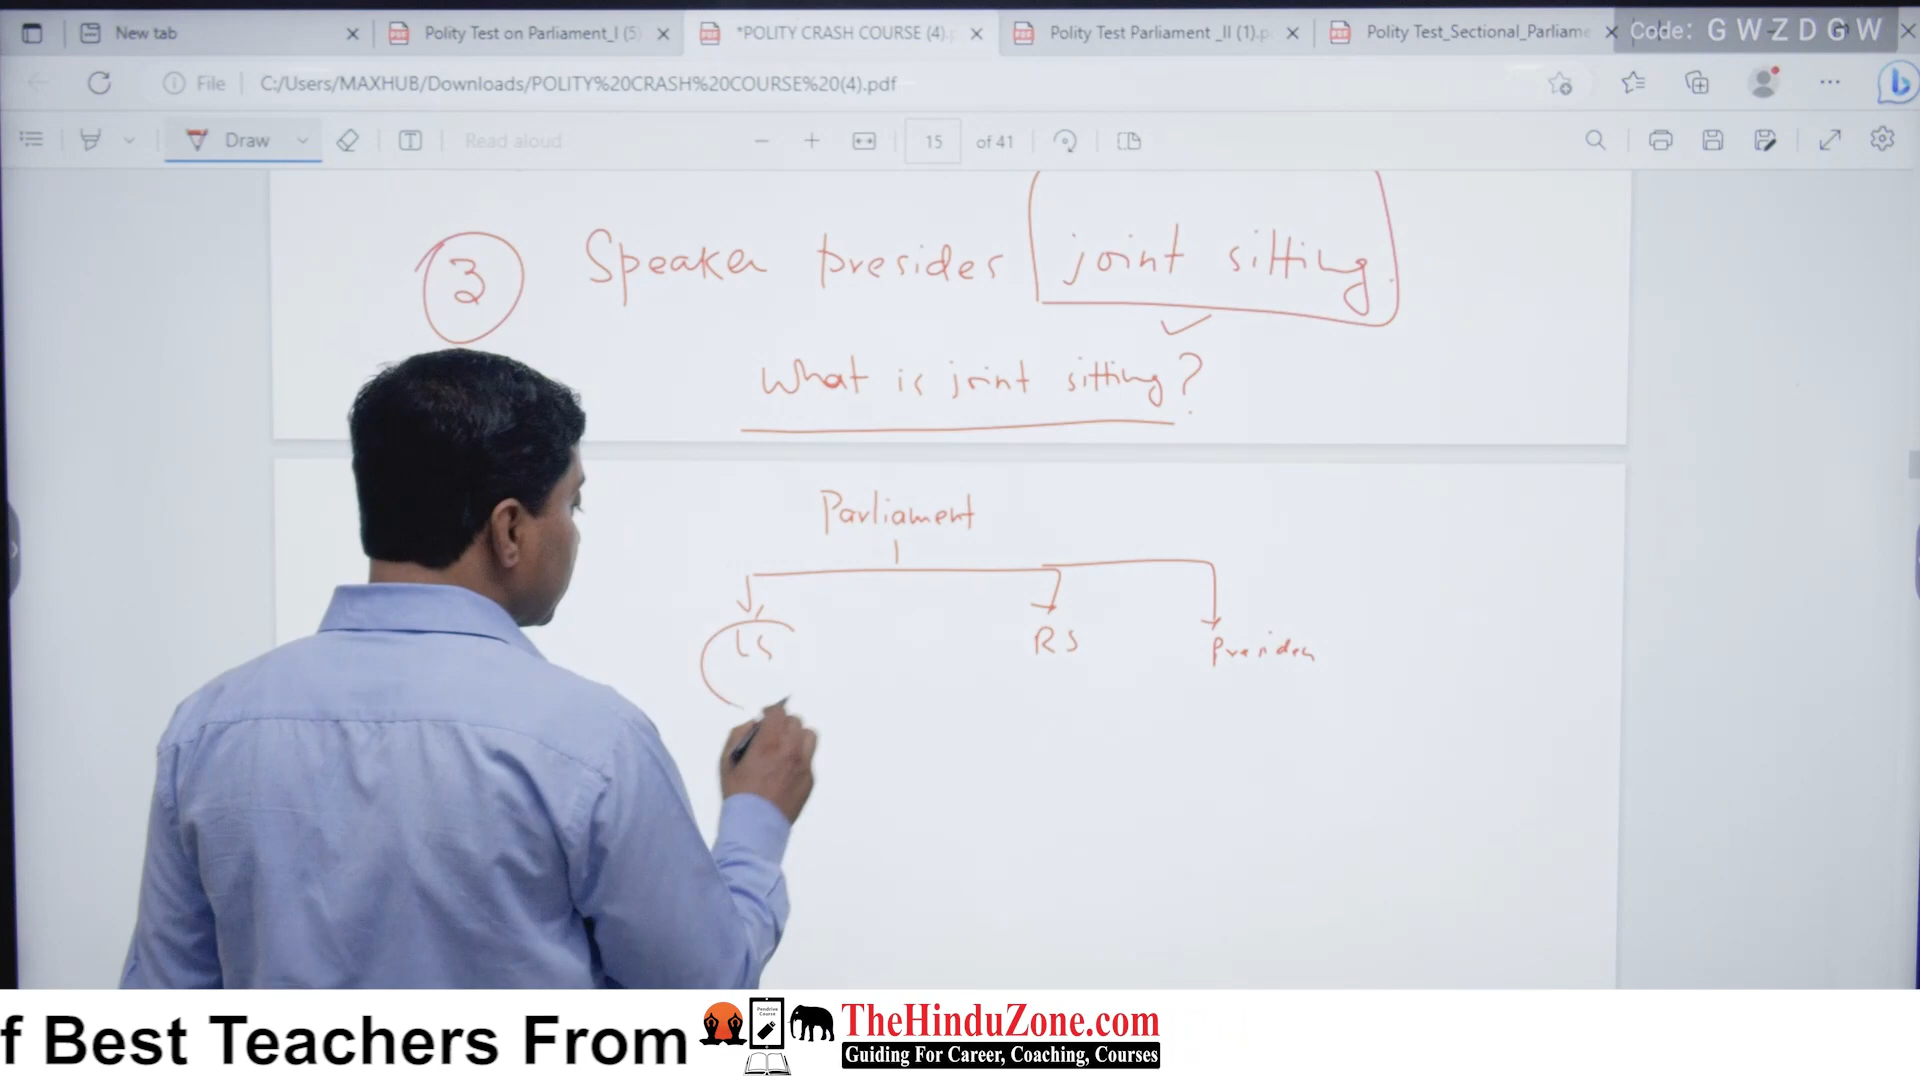 New tab
Polity Test on Parliament_I (5)
*POLITY CRASH COURSE (4).p
Polity Test Parliament _II (1).p
Polity Test_Sectional_Parliame
Code: G W Z D G W
File
C:/Users/MAXHUB/Downloads/POLITY%20CRASH%20COURSE%20(4).pdf
Draw
Read aloud
15 of 41
3 Speaker presides joint sitting
What is joint sitting?
Parliament
LS RS Presiden
f Best Teachers From
Pendrive
Course
TheHinduZone.com
Guiding For Career, Coaching, Courses